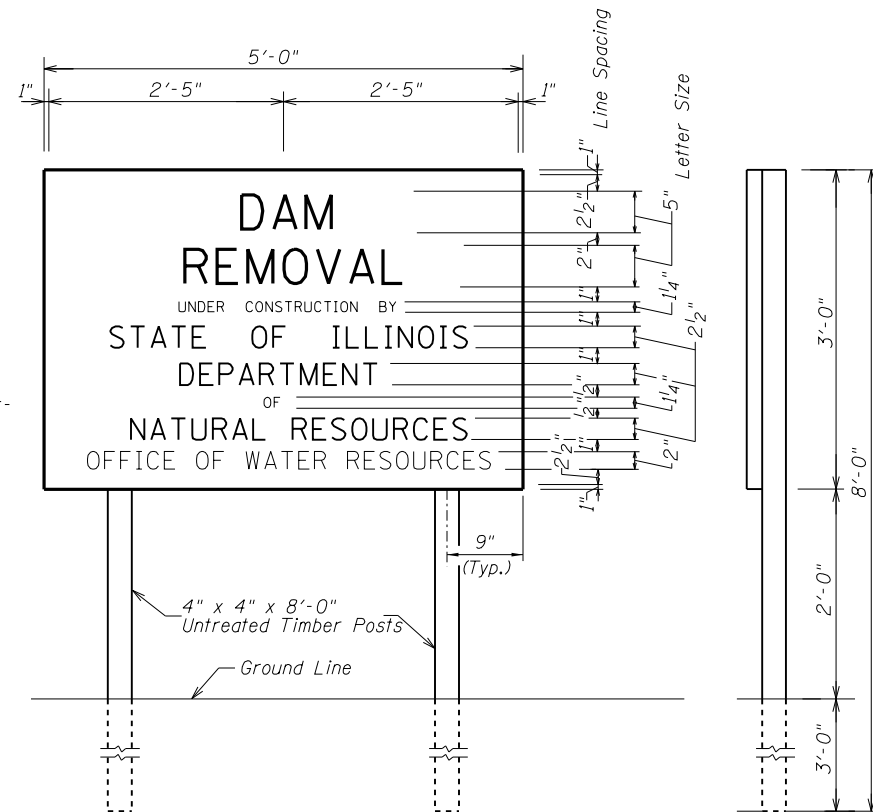 5'-0"
1" 2'-5" 2'-5" 1"
Line Spacing
Letter Size
DAM
REMOVAL
UNDER CONSTRUCTION BY
STATE OF ILLINOIS
DEPARTMENT
OF
NATURAL RESOURCES
OFFICE OF WATER RESOURCES
1"
2½"
2"
1"
1"
1"
½"
½"
1"
2½"
1"
5"
1¼"
2½"
1¼"
2"
9"
(Typ.)
4" x 4" x 8'-0"
Untreated Timber Posts
Ground Line
3'-0"
2'-0"
3'-0"
8'-0"